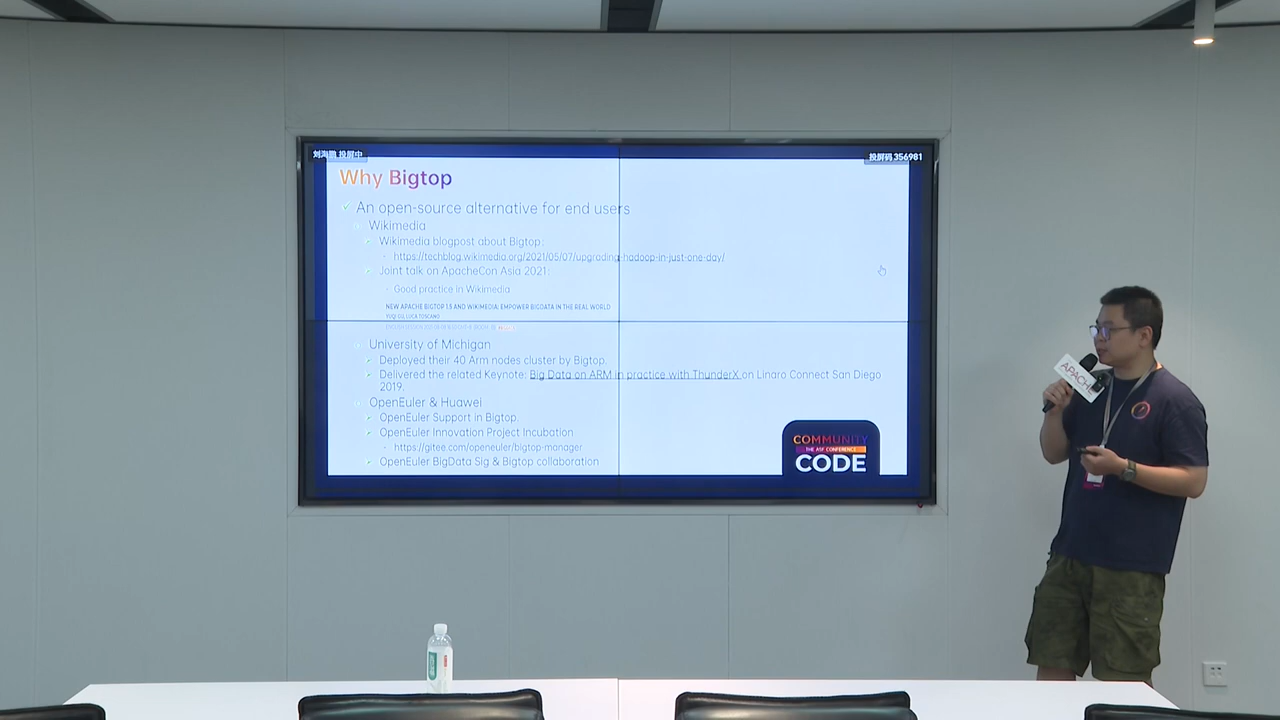 刘海鹏 投屏中
投屏码 356981
Why Bigtop
An open-source alternative for end users
Wikimedia
Wikimedia blogpost about Bigtop:
https://techblog.wikimedia.org/2021/05/07/upgrading-hadoop-in-just-one-day/
Joint talk on ApacheCon Asia 2021:
Good practice in Wikimedia
NEW APACHE BIGTOP 1.5 AND WIKIMEDIA: EMPOWER BIGDATA IN THE REAL WORLD
YUQI GU, LUCA TOSCANO
University of Michigan
Deployed their 40 Arm nodes cluster by Bigtop.
Delivered the related Keynote: Big Data on ARM in practice with ThunderX on Linaro Connect San Diego
2019.
OpenEuler & Huawei
OpenEuler Support in Bigtop.
OpenEuler Innovation Project Incubation
https://gitee.com/openeuler/bigtop-manager
OpenEuler BigData Sig & Bigtop collaboration
COMMUNITY
THE ASF CONFERENCE
CODE
APACHE